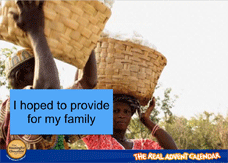 I hoped to provide
for my family
THE REAL ADVENT CALENDAR